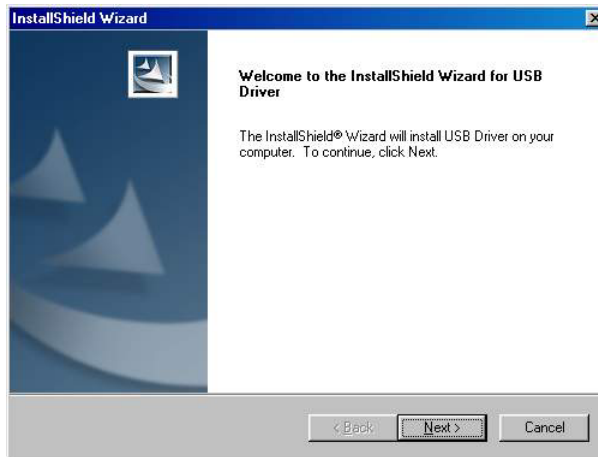 InstallShield Wizard
Welcome to the InstallShield Wizard for USB
Driver
The InstallShield® Wizard will install USB Driver on your
computer. To continue, click Next.
< Back
Next >
Cancel